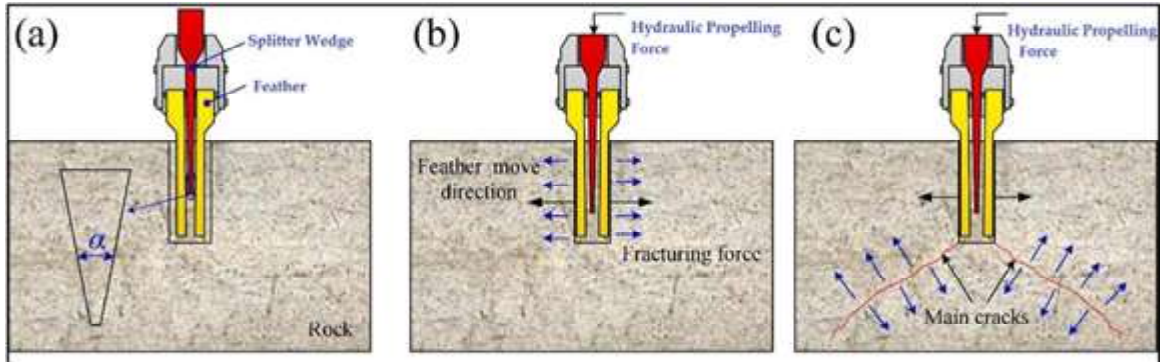 (a)
Splitter Wedge
Feather
α
Rock
(b)
Hydraulic Propelling
Force
Feather move
direction
Fracturing force
(c)
Hydraulic Propelling
Force
Main cracks